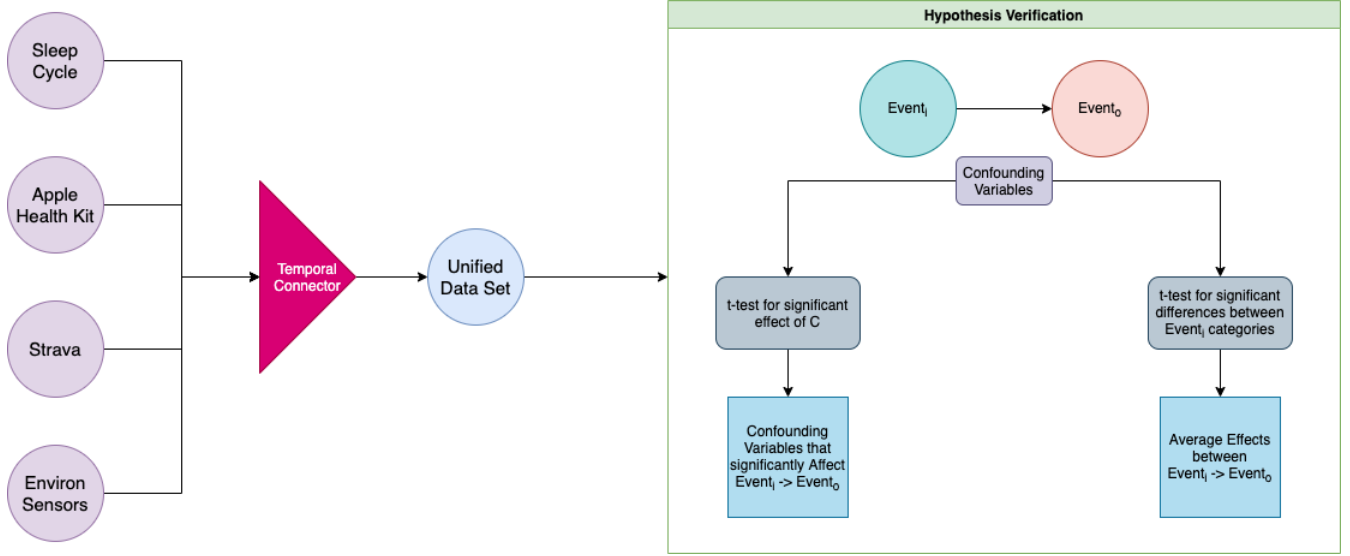 Sleep
Cycle
Apple
Health Kit
Strava
Environ
Sensors
Temporal
Connector
Unified
Data Set
Hypothesis Verification
Eventᵢ
Eventₒ
Confounding
Variables
t-test for significant
effect of C
t-test for significant
differences between
Eventᵢ categories
Confounding
Variables that
significantly Affect
Eventᵢ -> Eventₒ
Average Effects
between
Eventᵢ -> Eventₒ